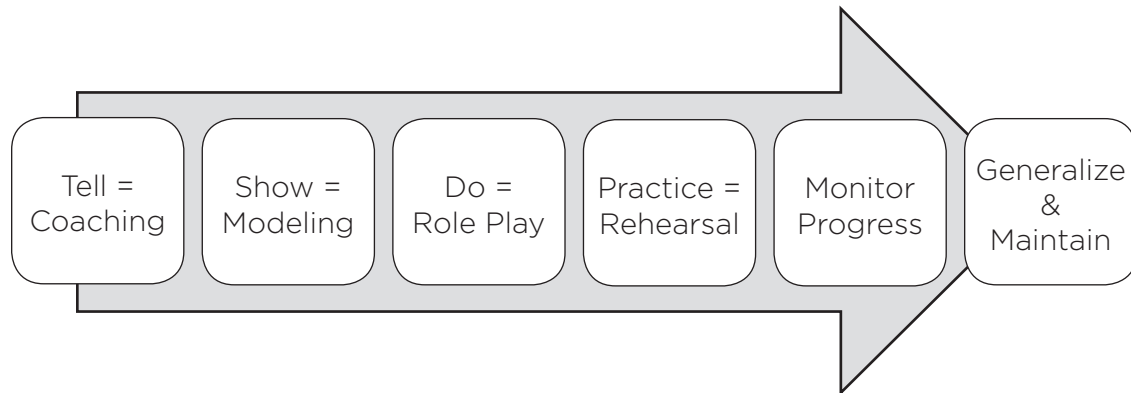 Tell =
Coaching
Show =
Modeling
Do =
Role Play
Practice =
Rehearsal
Monitor
Progress
Generalize
&
Maintain